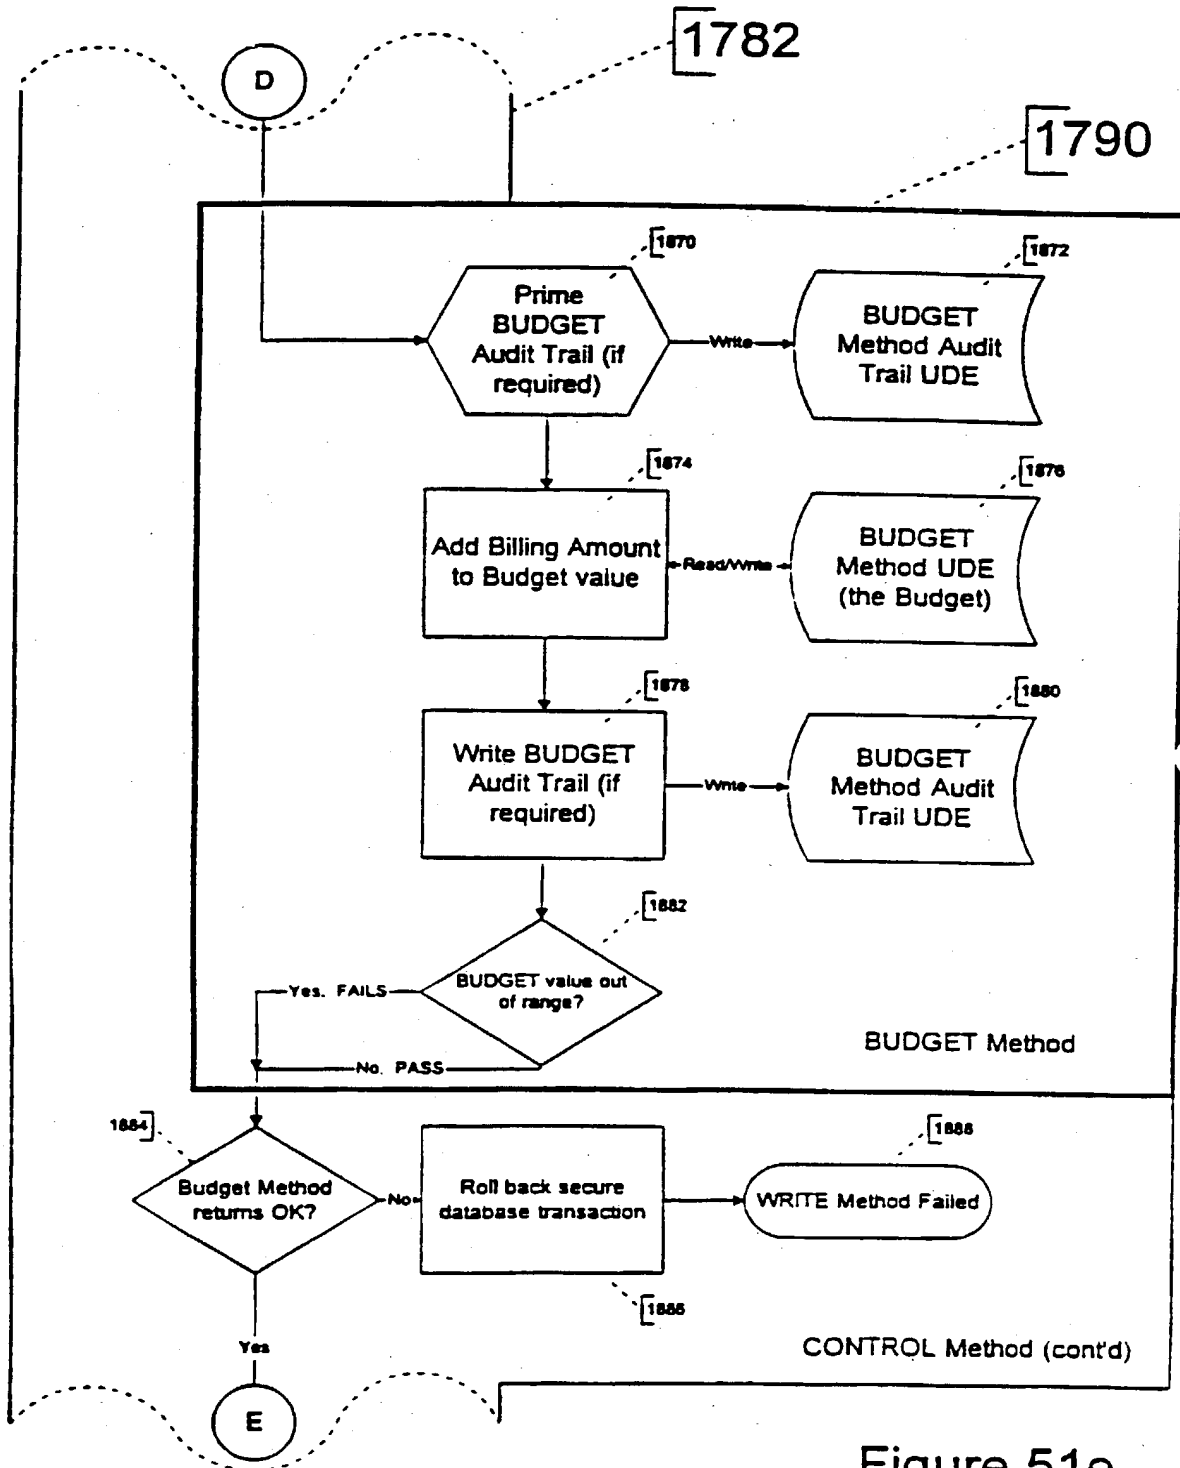 D
1782
1790
1870
Prime
BUDGET
Audit Trail (if
required)
Write
1872
BUDGET
Method Audit
Trail UDE
1874
Add Billing Amount
to Budget value
Read/Write
1876
BUDGET
Method UDE
(the Budget)
1878
Write BUDGET
Audit Trail (if
required)
Write
1880
BUDGET
Method Audit
Trail UDE
1882
BUDGET value out
of range?
Yes. FAILS
No. PASS
BUDGET Method
1884
Budget Method
returns OK?
No
Roll back secure
database transaction
1886
1888
WRITE Method Failed
Yes
CONTROL Method (cont'd)
E
Figure